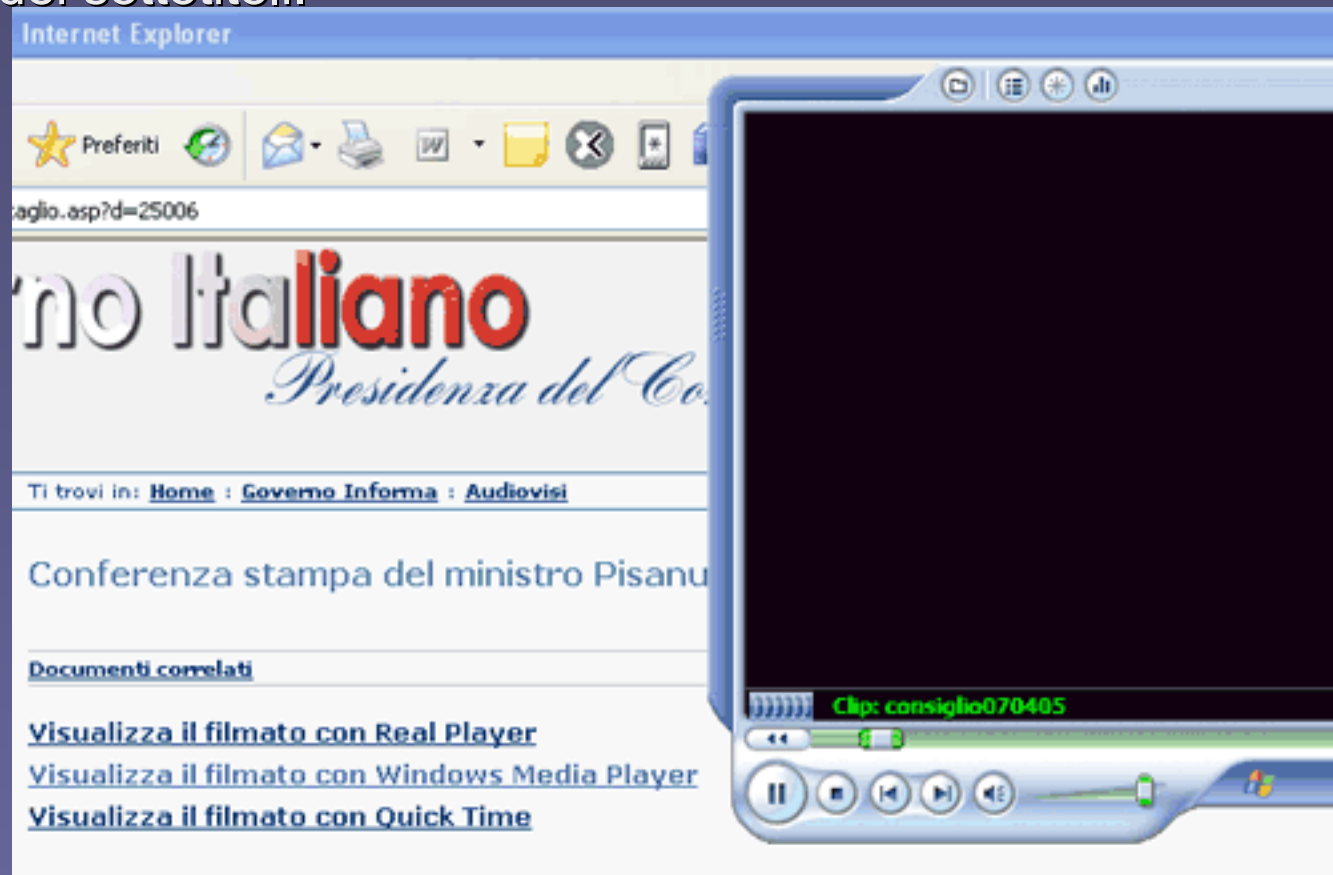 Internet Explorer
Preferiti
aglio.asp?d=25006
no Italiano
Presidenza del Co
Ti trovi in: Home : Governo Informa : Audiovisi
Conferenza stampa del ministro Pisanu
Documenti correlati
Visualizza il filmato con Real Player
Visualizza il filmato con Windows Media Player
Visualizza il filmato con Quick Time
Clip: consiglio070405